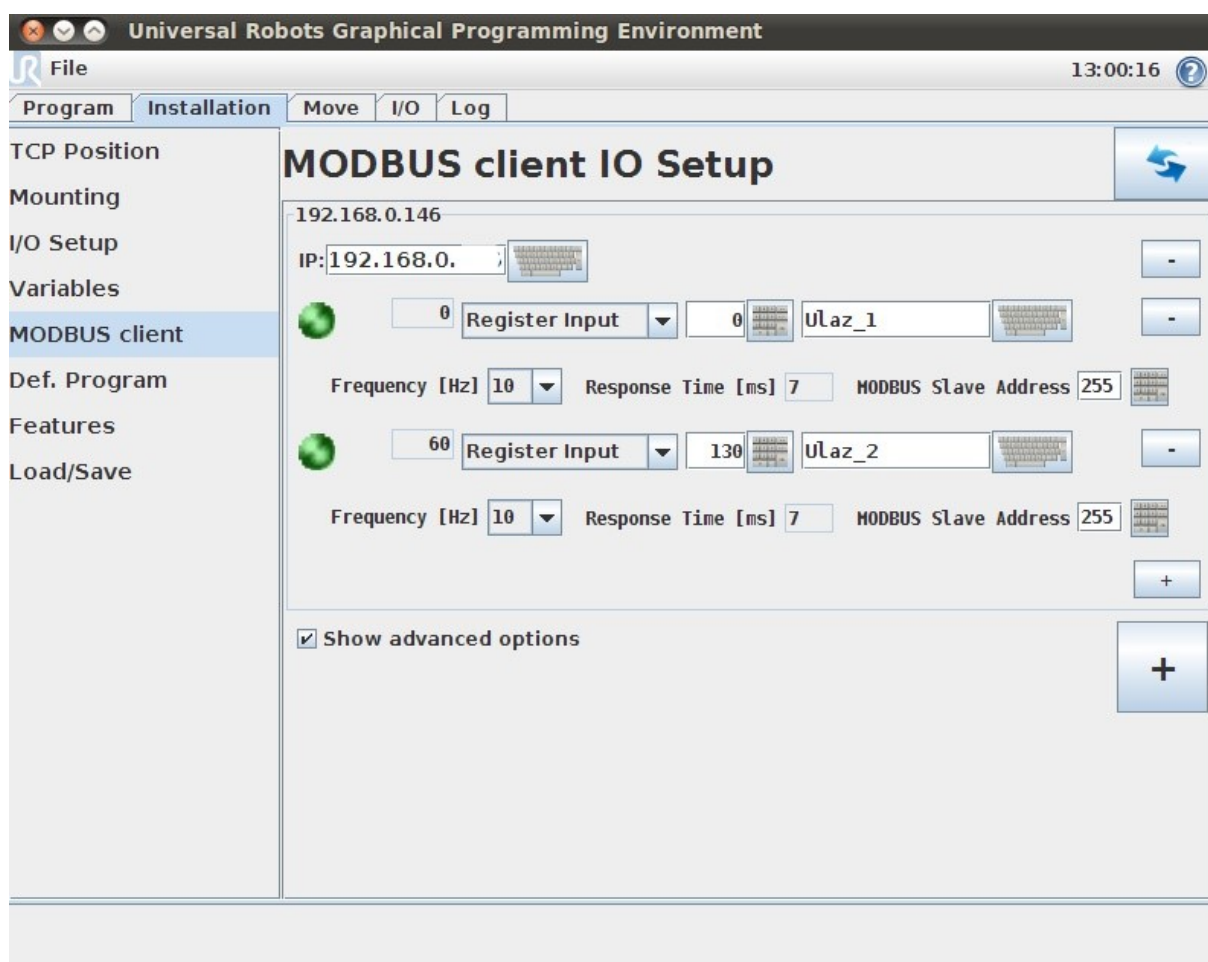 Universal Robots Graphical Programming Environment
File 13:00:16 ?
Program Installation Move I/O Log
TCP Position
Mounting
I/O Setup
Variables
MODBUS client
Def. Program
Features
Load/Save
MODBUS client IO Setup
192.168.0.146
IP: 192.168.0. -
0 Register Input 0 Ulaz_1 -
Frequency [Hz] 10 Response Time [ms] 7 MODBUS Slave Address 255
60 Register Input 130 Ulaz_2 -
Frequency [Hz] 10 Response Time [ms] 7 MODBUS Slave Address 255
+
Show advanced options
+